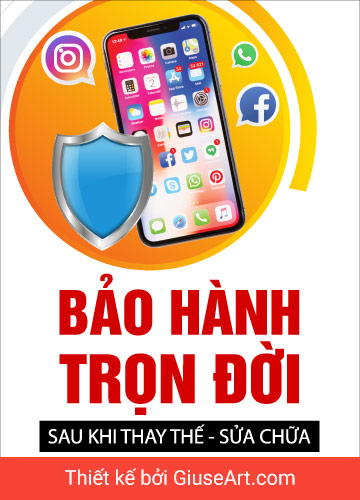 BẢO HÀNH
TRỌN ĐỜI
SAU KHI THAY THẾ - SỬA CHỮA
Thiết kế bởi GiuseArt.com